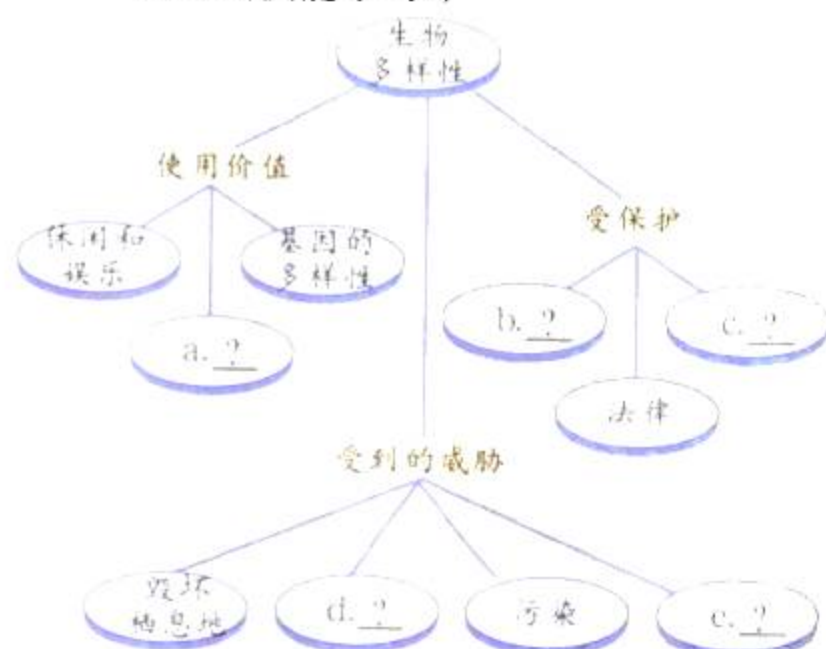 生物
多样性
使用价值
受保护
休闲和
娱乐
基因的
多样性
a. ?
b. ?
c. ?
法律
受到的威胁
毁坏
栖息地
d. ?
污染
e. ?